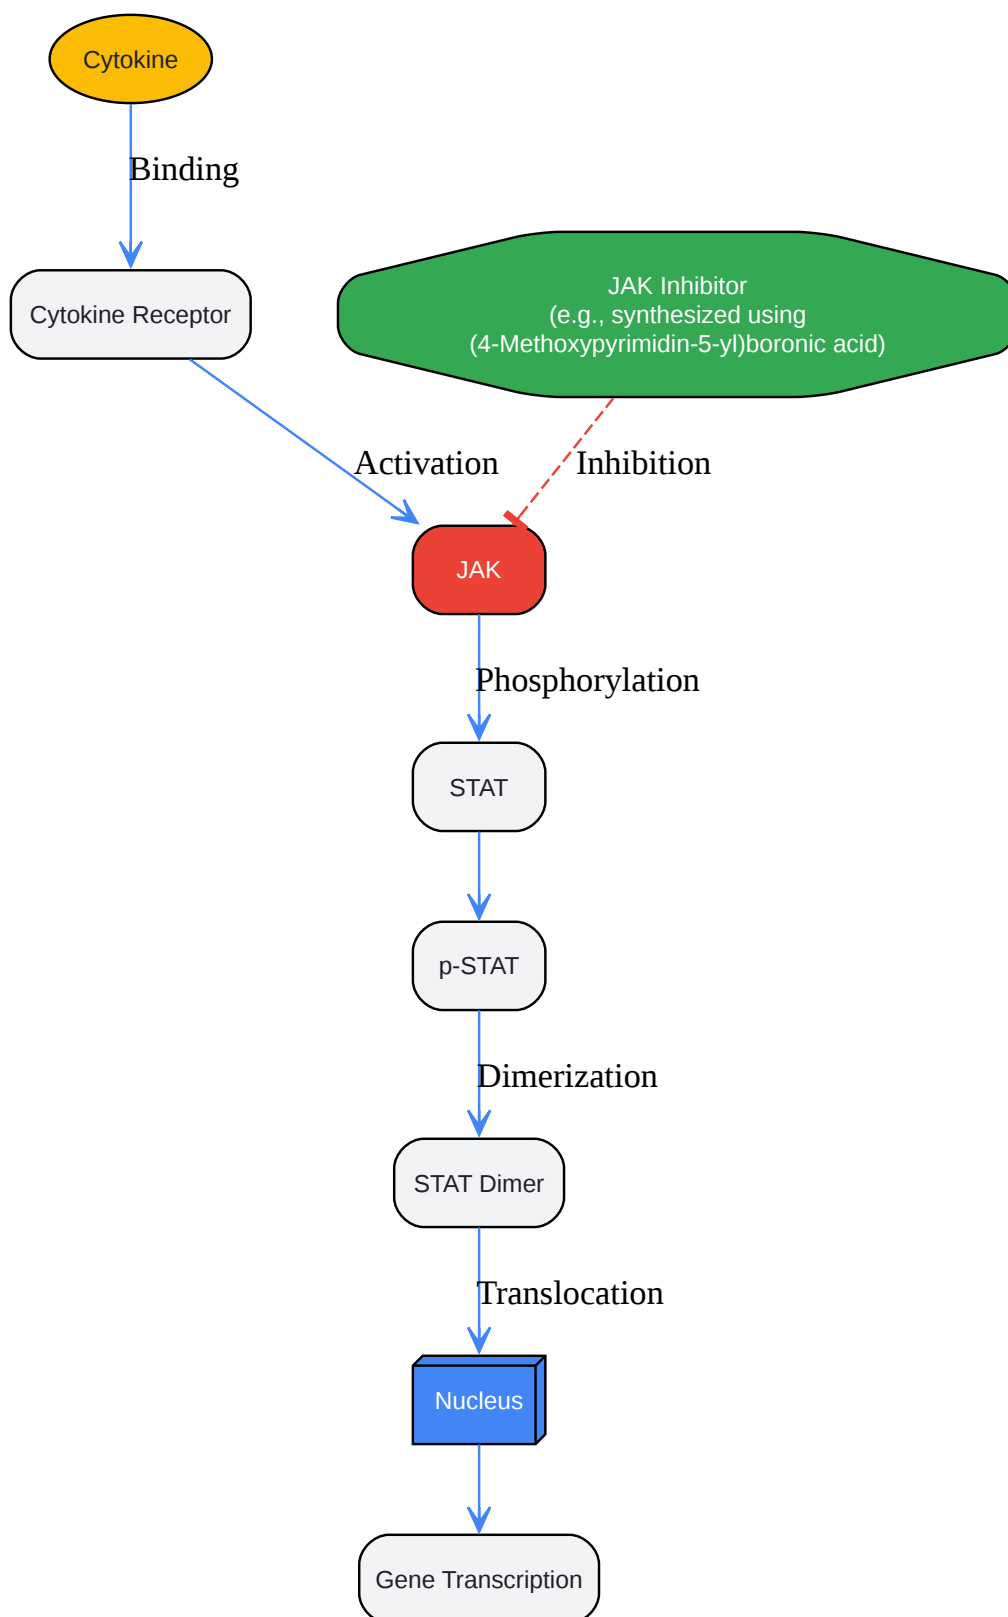 Cytokine
Binding
Cytokine Receptor
JAK Inhibitor
(e.g., synthesized using
(4-Methoxypyrimidin-5-yl)boronic acid)
Activation
Inhibition
JAK
Phosphorylation
STAT
p-STAT
Dimerization
STAT Dimer
Translocation
Nucleus
Gene Transcription